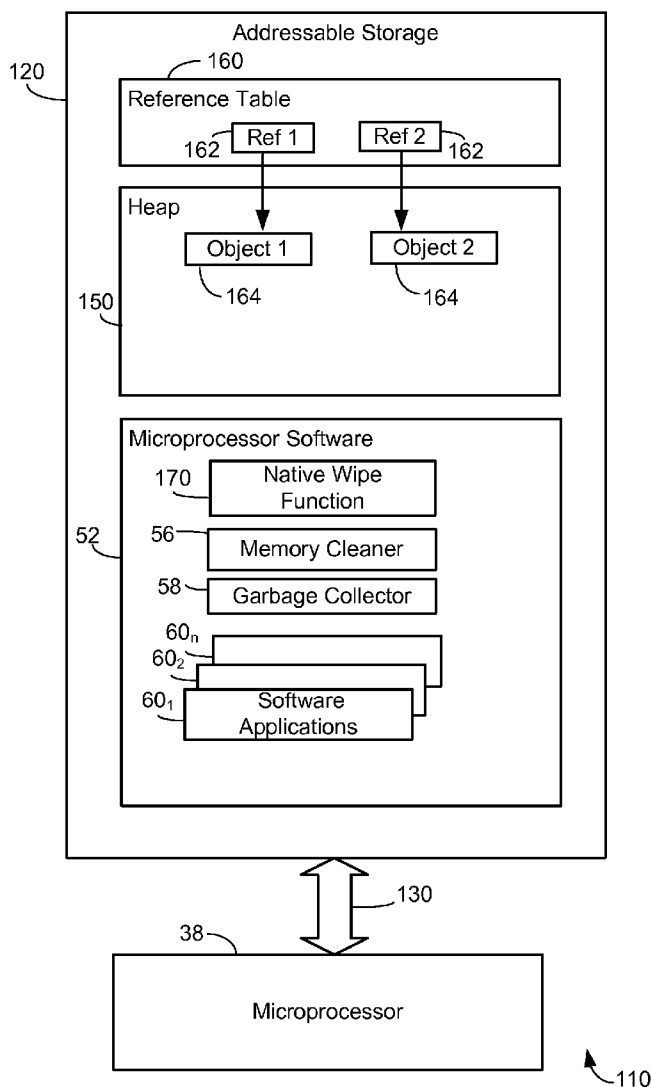 Addressable Storage
120
160
Reference Table
Ref 1
Ref 2
162
162
Heap
Object 1
Object 2
164
164
150
Microprocessor Software
170
Native Wipe
Function
52
56
Memory Cleaner
58
Garbage Collector
60n
602
601
Software
Applications
130
38
Microprocessor
110